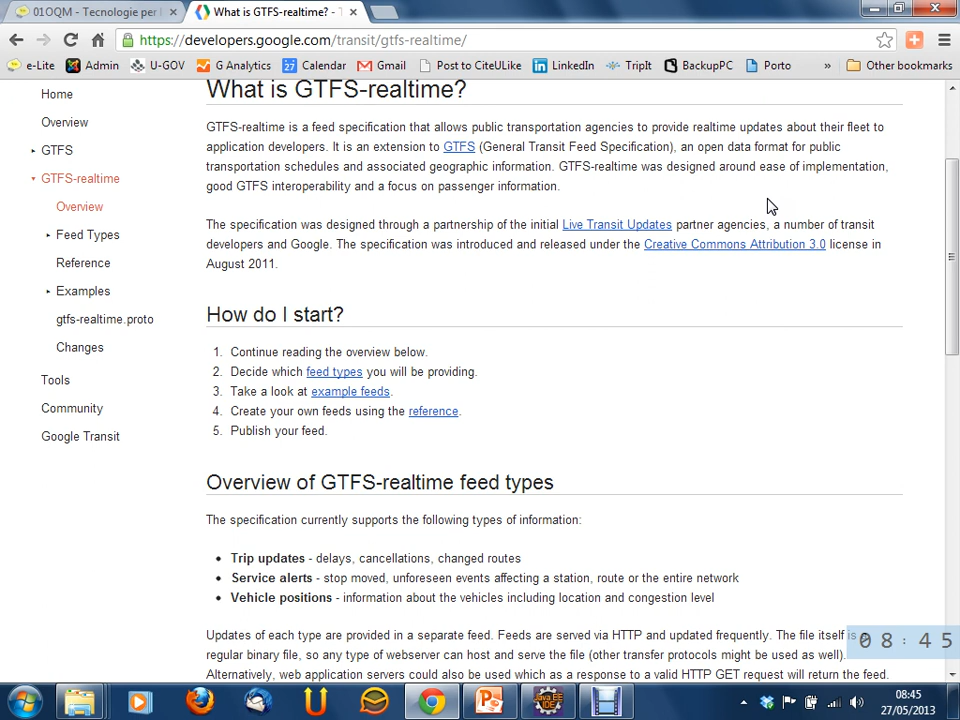 01OQM - Tecnologie per
What is GTFS-realtime? - T
https://developers.google.com/transit/gtfs-realtime/
e-Lite Admin U-GOV G Analytics Calendar Gmail Post to CiteULike LinkedIn TripIt BackupPC Porto » Other bookmarks
Home
Overview
GTFS
GTFS-realtime
Overview
Feed Types
Reference
Examples
gtfs-realtime.proto
Changes
Tools
Community
Google Transit
What is GTFS-realtime?
GTFS-realtime is a feed specification that allows public transportation agencies to provide realtime updates about their fleet to
application developers. It is an extension to GTFS (General Transit Feed Specification), an open data format for public
transportation schedules and associated geographic information. GTFS-realtime was designed around ease of implementation,
good GTFS interoperability and a focus on passenger information.
The specification was designed through a partnership of the initial Live Transit Updates partner agencies, a number of transit
developers and Google. The specification was introduced and released under the Creative Commons Attribution 3.0 license in
August 2011.
How do I start?
1. Continue reading the overview below.
2. Decide which feed types you will be providing.
3. Take a look at example feeds.
4. Create your own feeds using the reference.
5. Publish your feed.
Overview of GTFS-realtime feed types
The specification currently supports the following types of information:
• Trip updates - delays, cancellations, changed routes
• Service alerts - stop moved, unforeseen events affecting a station, route or the entire network
• Vehicle positions - information about the vehicles including location and congestion level
Updates of each type are provided in a separate feed. Feeds are served via HTTP and updated frequently. The file itself is a
regular binary file, so any type of webserver can host and serve the file (other transfer protocols might be used as well).
Alternatively, web application servers could also be used which as a response to a valid HTTP GET request will return the feed.
08:45
Java EE
IDE
08:45
27/05/2013